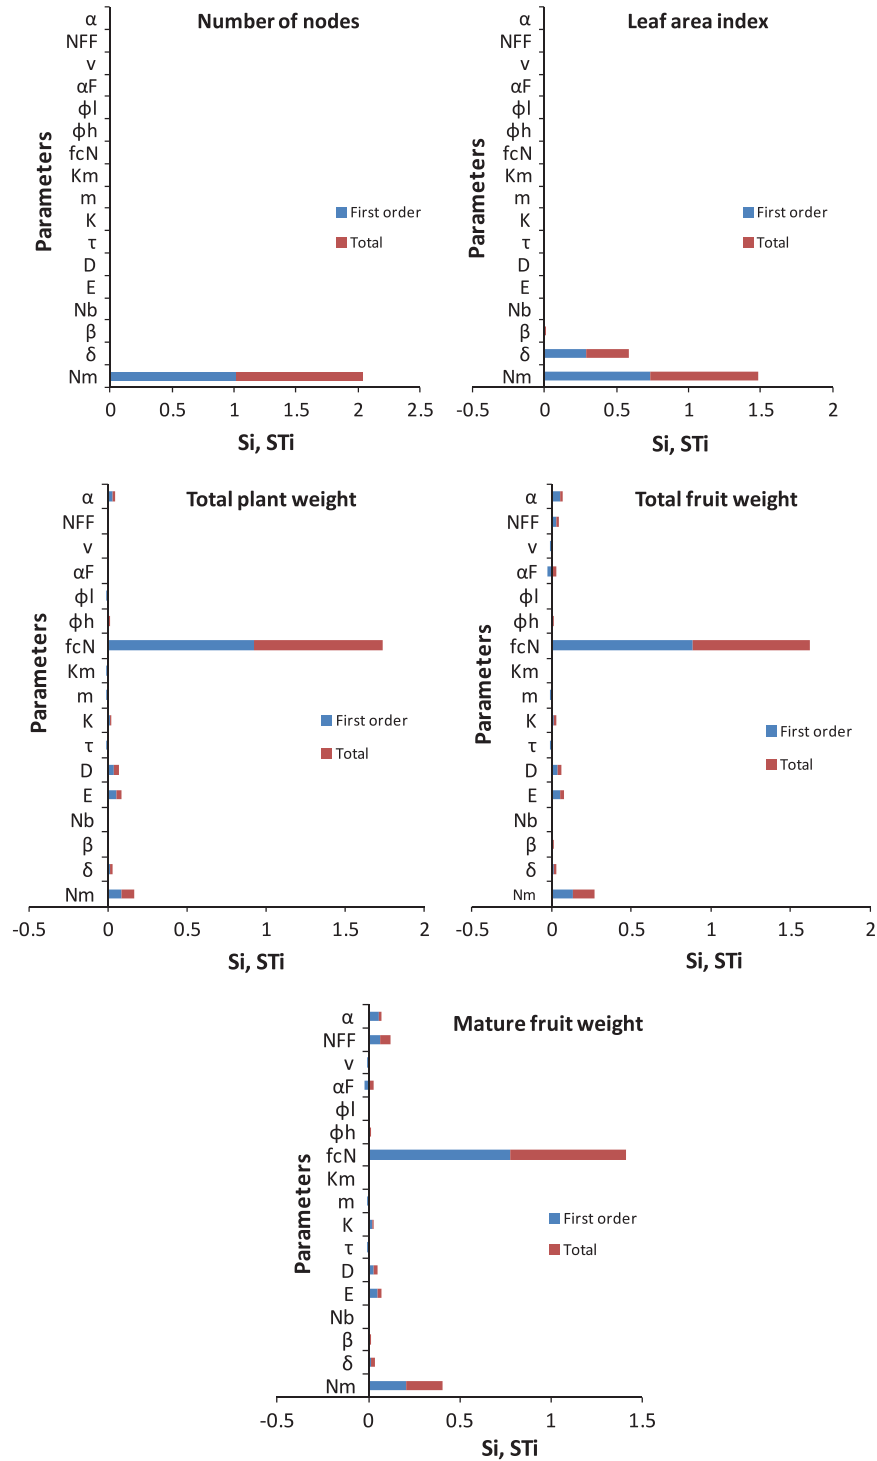 Number of nodes
Parameters
α
NFF
v
αF
ϕl
ϕh
fcN
Km
m
K
τ
D
E
Nb
β
δ
Nm
First order
Total
0 0.5 1 1.5 2 2.5
Si, STi
Leaf area index
Parameters
α
NFF
v
αF
ϕl
ϕh
fcN
Km
m
K
τ
D
E
Nb
β
δ
Nm
First order
Total
-0.5 0 0.5 1 1.5 2
Si, STi
Total plant weight
Parameters
α
NFF
v
αF
ϕl
ϕh
fcN
Km
m
K
τ
D
E
Nb
β
δ
Nm
First order
Total
-0.5 0 0.5 1 1.5 2
Si, STi
Total fruit weight
Parameters
α
NFF
v
αF
ϕl
ϕh
fcN
Km
m
K
τ
D
E
Nb
β
δ
Nm
First order
Total
-0.5 0 0.5 1 1.5 2
Si, STi
Mature fruit weight
Parameters
α
NFF
v
αF
ϕl
ϕh
fcN
Km
m
K
τ
D
E
Nb
β
δ
Nm
First order
Total
-0.5 0 0.5 1 1.5
Si, STi